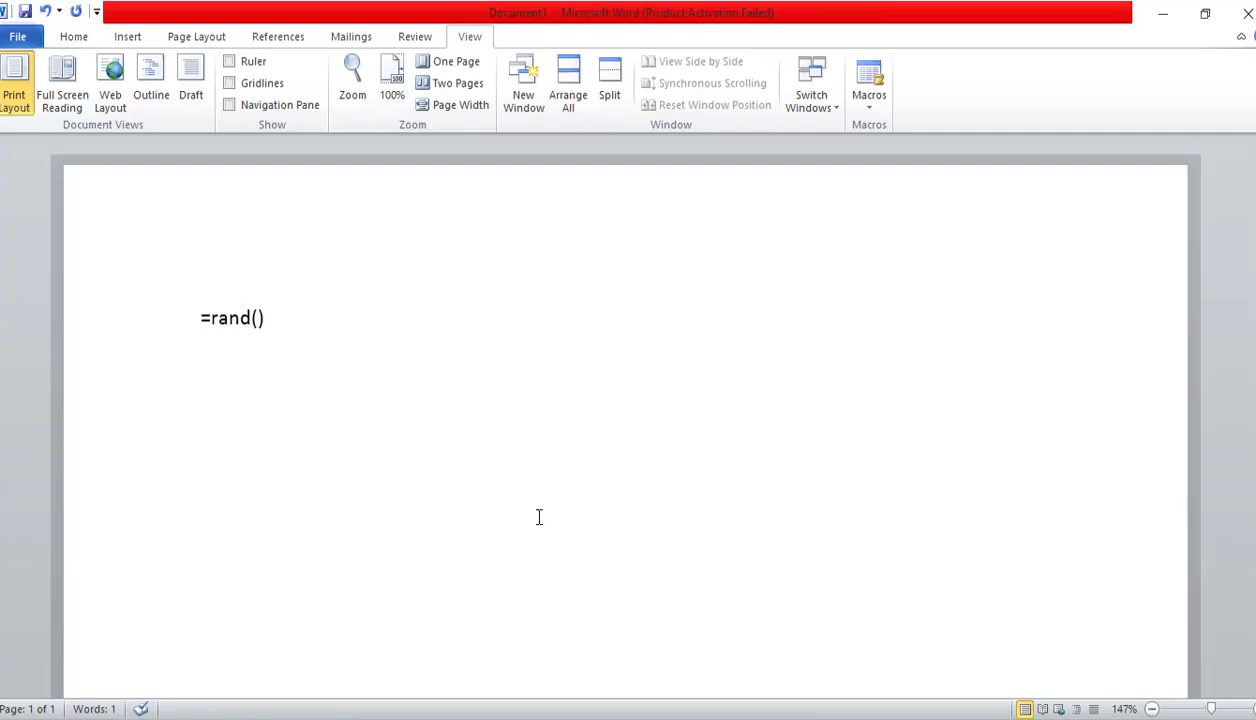 Document1 - Microsoft Word (Product Activation Failed)
File Home Insert Page Layout References Mailings Review View
Ruler One Page View Side by Side
Gridlines Two Pages Synchronous Scrolling
Navigation Pane Page Width Reset Window Position
Print Layout Full Screen Reading Web Layout Outline Draft Zoom 100% New Window Arrange All Split Switch Windows Macros
Document Views Show Zoom Window Macros
=rand()
Page: 1 of 1 Words: 1 147%